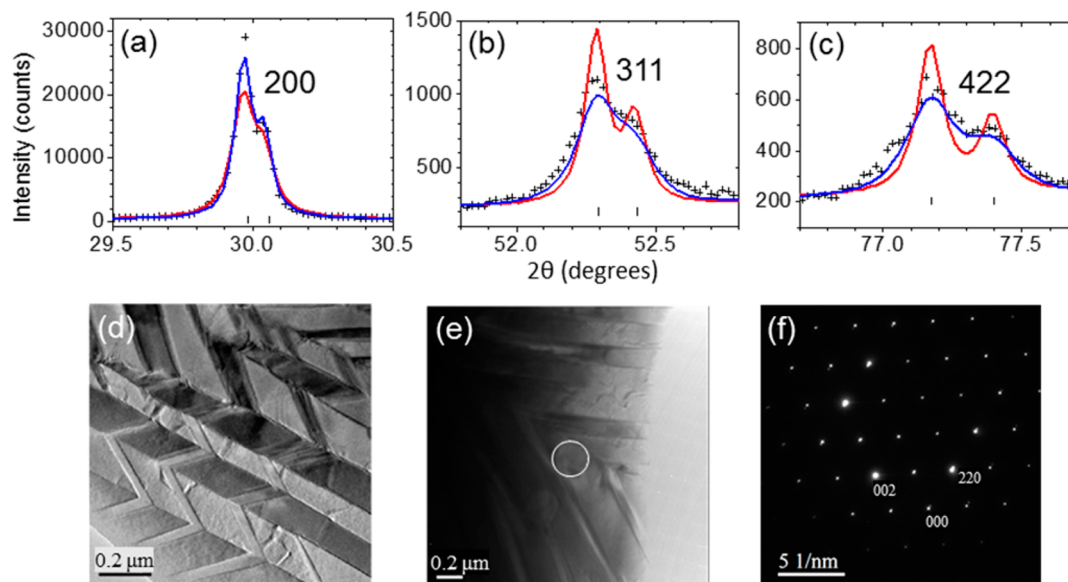 (a)
200
(b)
311
(c)
422
Intensity (counts)
30000
20000
10000
0
1500
1000
500
800
600
400
200
29.5 30.0 30.5
52.0 52.5
77.0 77.5
2θ (degrees)
(d)
0.2 µm
(e)
0.2 µm
(f)
002
220
000
5 1/nm